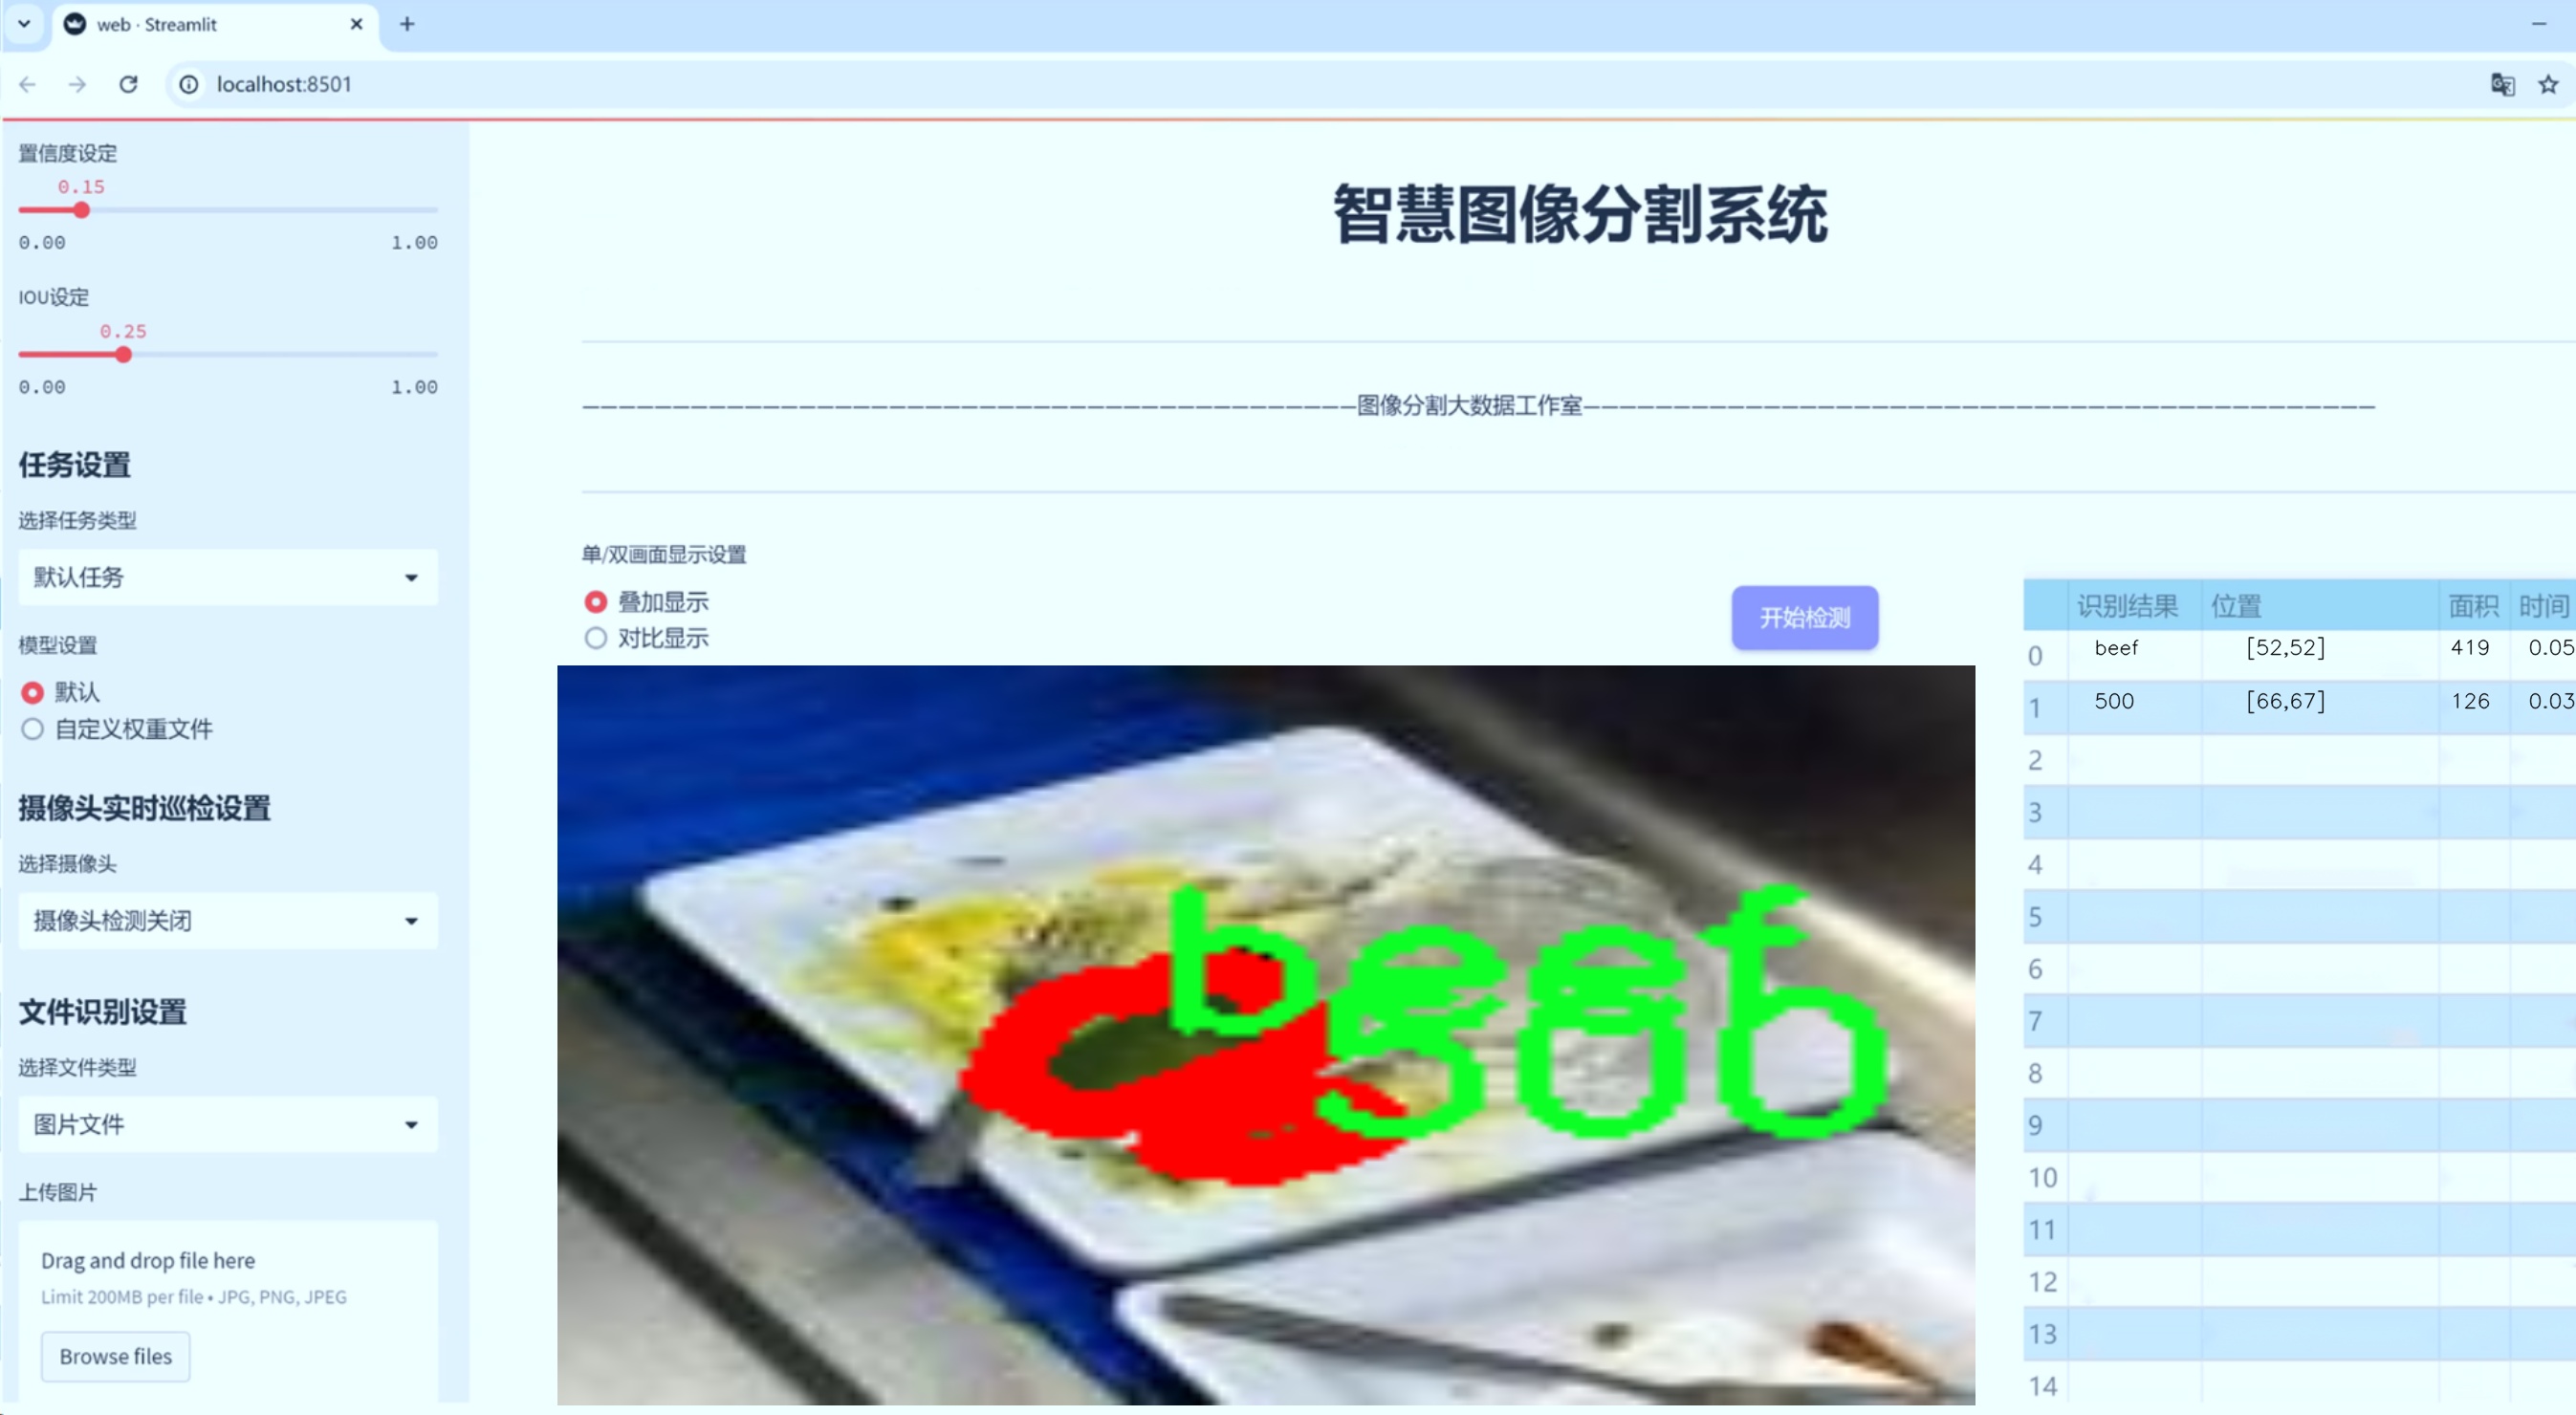 web · Streamlit
localhost:8501
置信度设定
0.15
0.00 1.00
IOU设定
0.25
0.00 1.00
任务设置
选择任务类型
默认任务
模型设置
默认
自定义权重文件
摄像头实时巡检设置
选择摄像头
摄像头检测关闭
文件识别设置
选择文件类型
图片文件
上传图片
Drag and drop file here
Limit 200MB per file • JPG, PNG, JPEG
Browse files
智慧图像分割系统
图像分割大数据工作室
单/双画面显示设置
叠加显示
对比显示
开始检测
beef
500
识别结果 位置 面积 时间
0 beef [52,52] 419 0.05
1 500 [66,67] 126 0.03
2
3
4
5
6
7
8
9
10
11
12
13
14